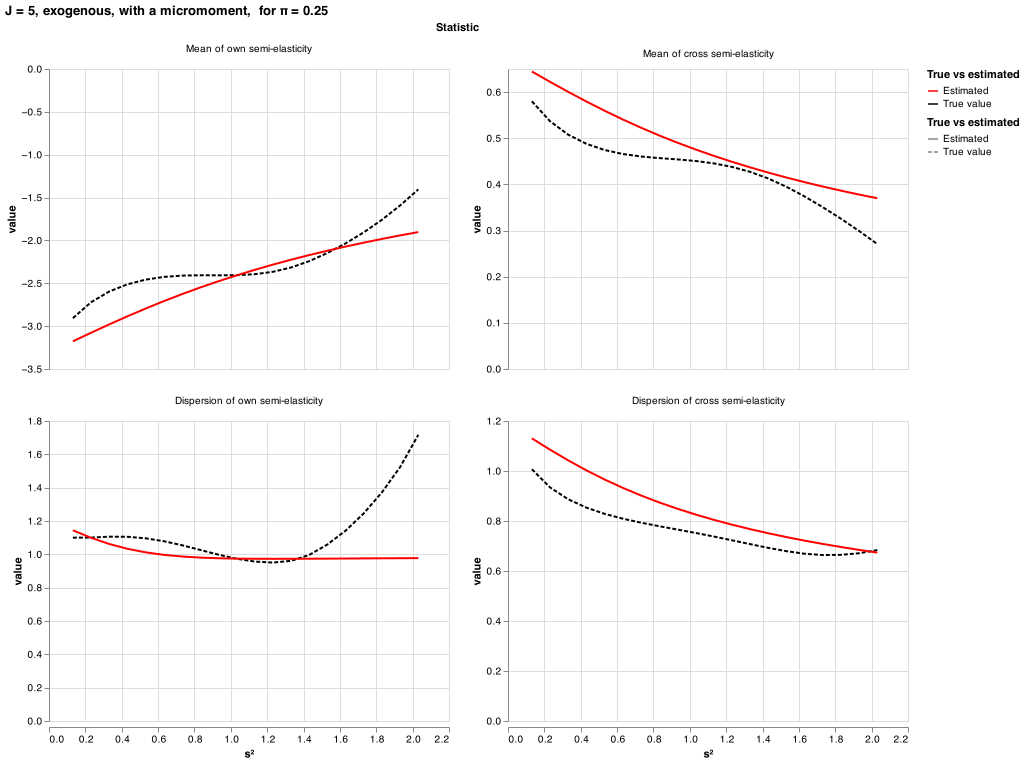 J = 5, exogenous, with a micromoment, for π = 0.25
Statistic
Mean of own semi-elasticity
0.0
−0.5
−1.0
−1.5
−2.0
−2.5
−3.0
−3.5
value
Mean of cross semi-elasticity
0.6
0.5
0.4
0.3
0.2
0.1
0.0
value
True vs estimated
Estimated
True value
True vs estimated
Estimated
True value
Dispersion of own semi-elasticity
1.8
1.6
1.4
1.2
1.0
0.8
0.6
0.4
0.2
0.0
value
0.0 0.2 0.4 0.6 0.8 1.0 1.2 1.4 1.6 1.8 2.0 2.2
s²
Dispersion of cross semi-elasticity
1.2
1.0
0.8
0.6
0.4
0.2
0.0
value
0.0 0.2 0.4 0.6 0.8 1.0 1.2 1.4 1.6 1.8 2.0 2.2
s²